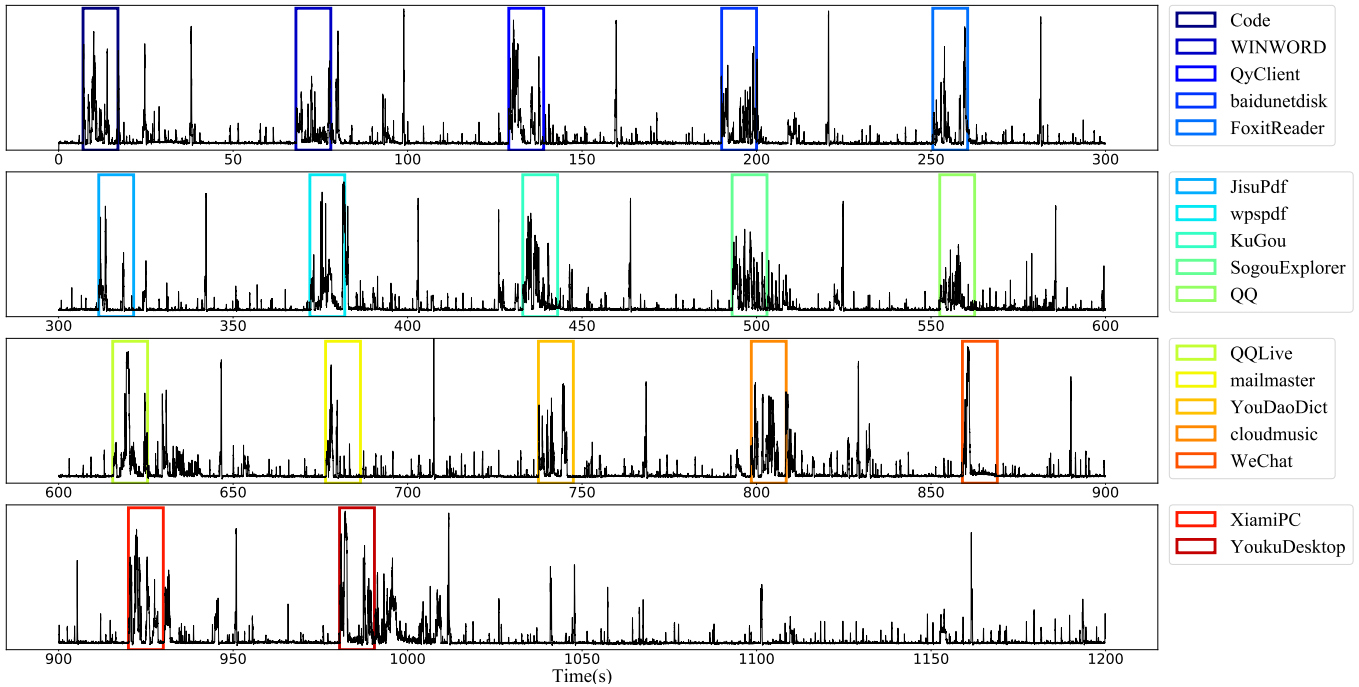 Code
WINWORD
QyClient
baidunetdisk
FoxitReader
0 50 100 150 200 250 300
JisuPdf
wpspdf
KuGou
SogouExplorer
QQ
300 350 400 450 500 550 600
QQLive
mailmaster
YouDaoDict
cloudmusic
WeChat
600 650 700 750 800 850 900
XiamiPC
YoukuDesktop
900 950 1000 1050 1100 1150 1200
Time(s)